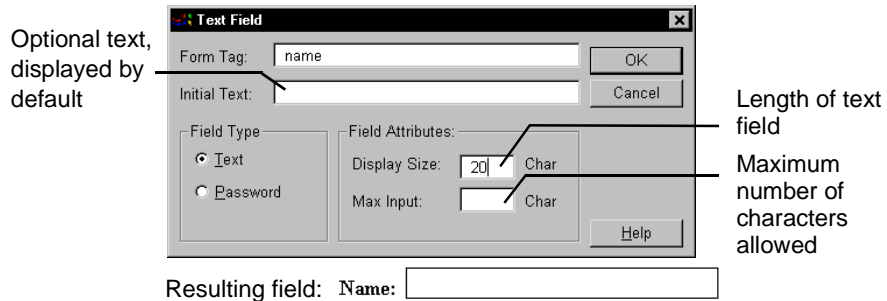 Text Field
Optional text,
displayed by
default
Form Tag: name
OK
Initial Text:
Cancel
Length of text
field
Field Type
Text
Password
Field Attributes:
Display Size: 20 Char
Max Input: Char
Maximum
number of
characters
allowed
Help
Resulting field: Name: